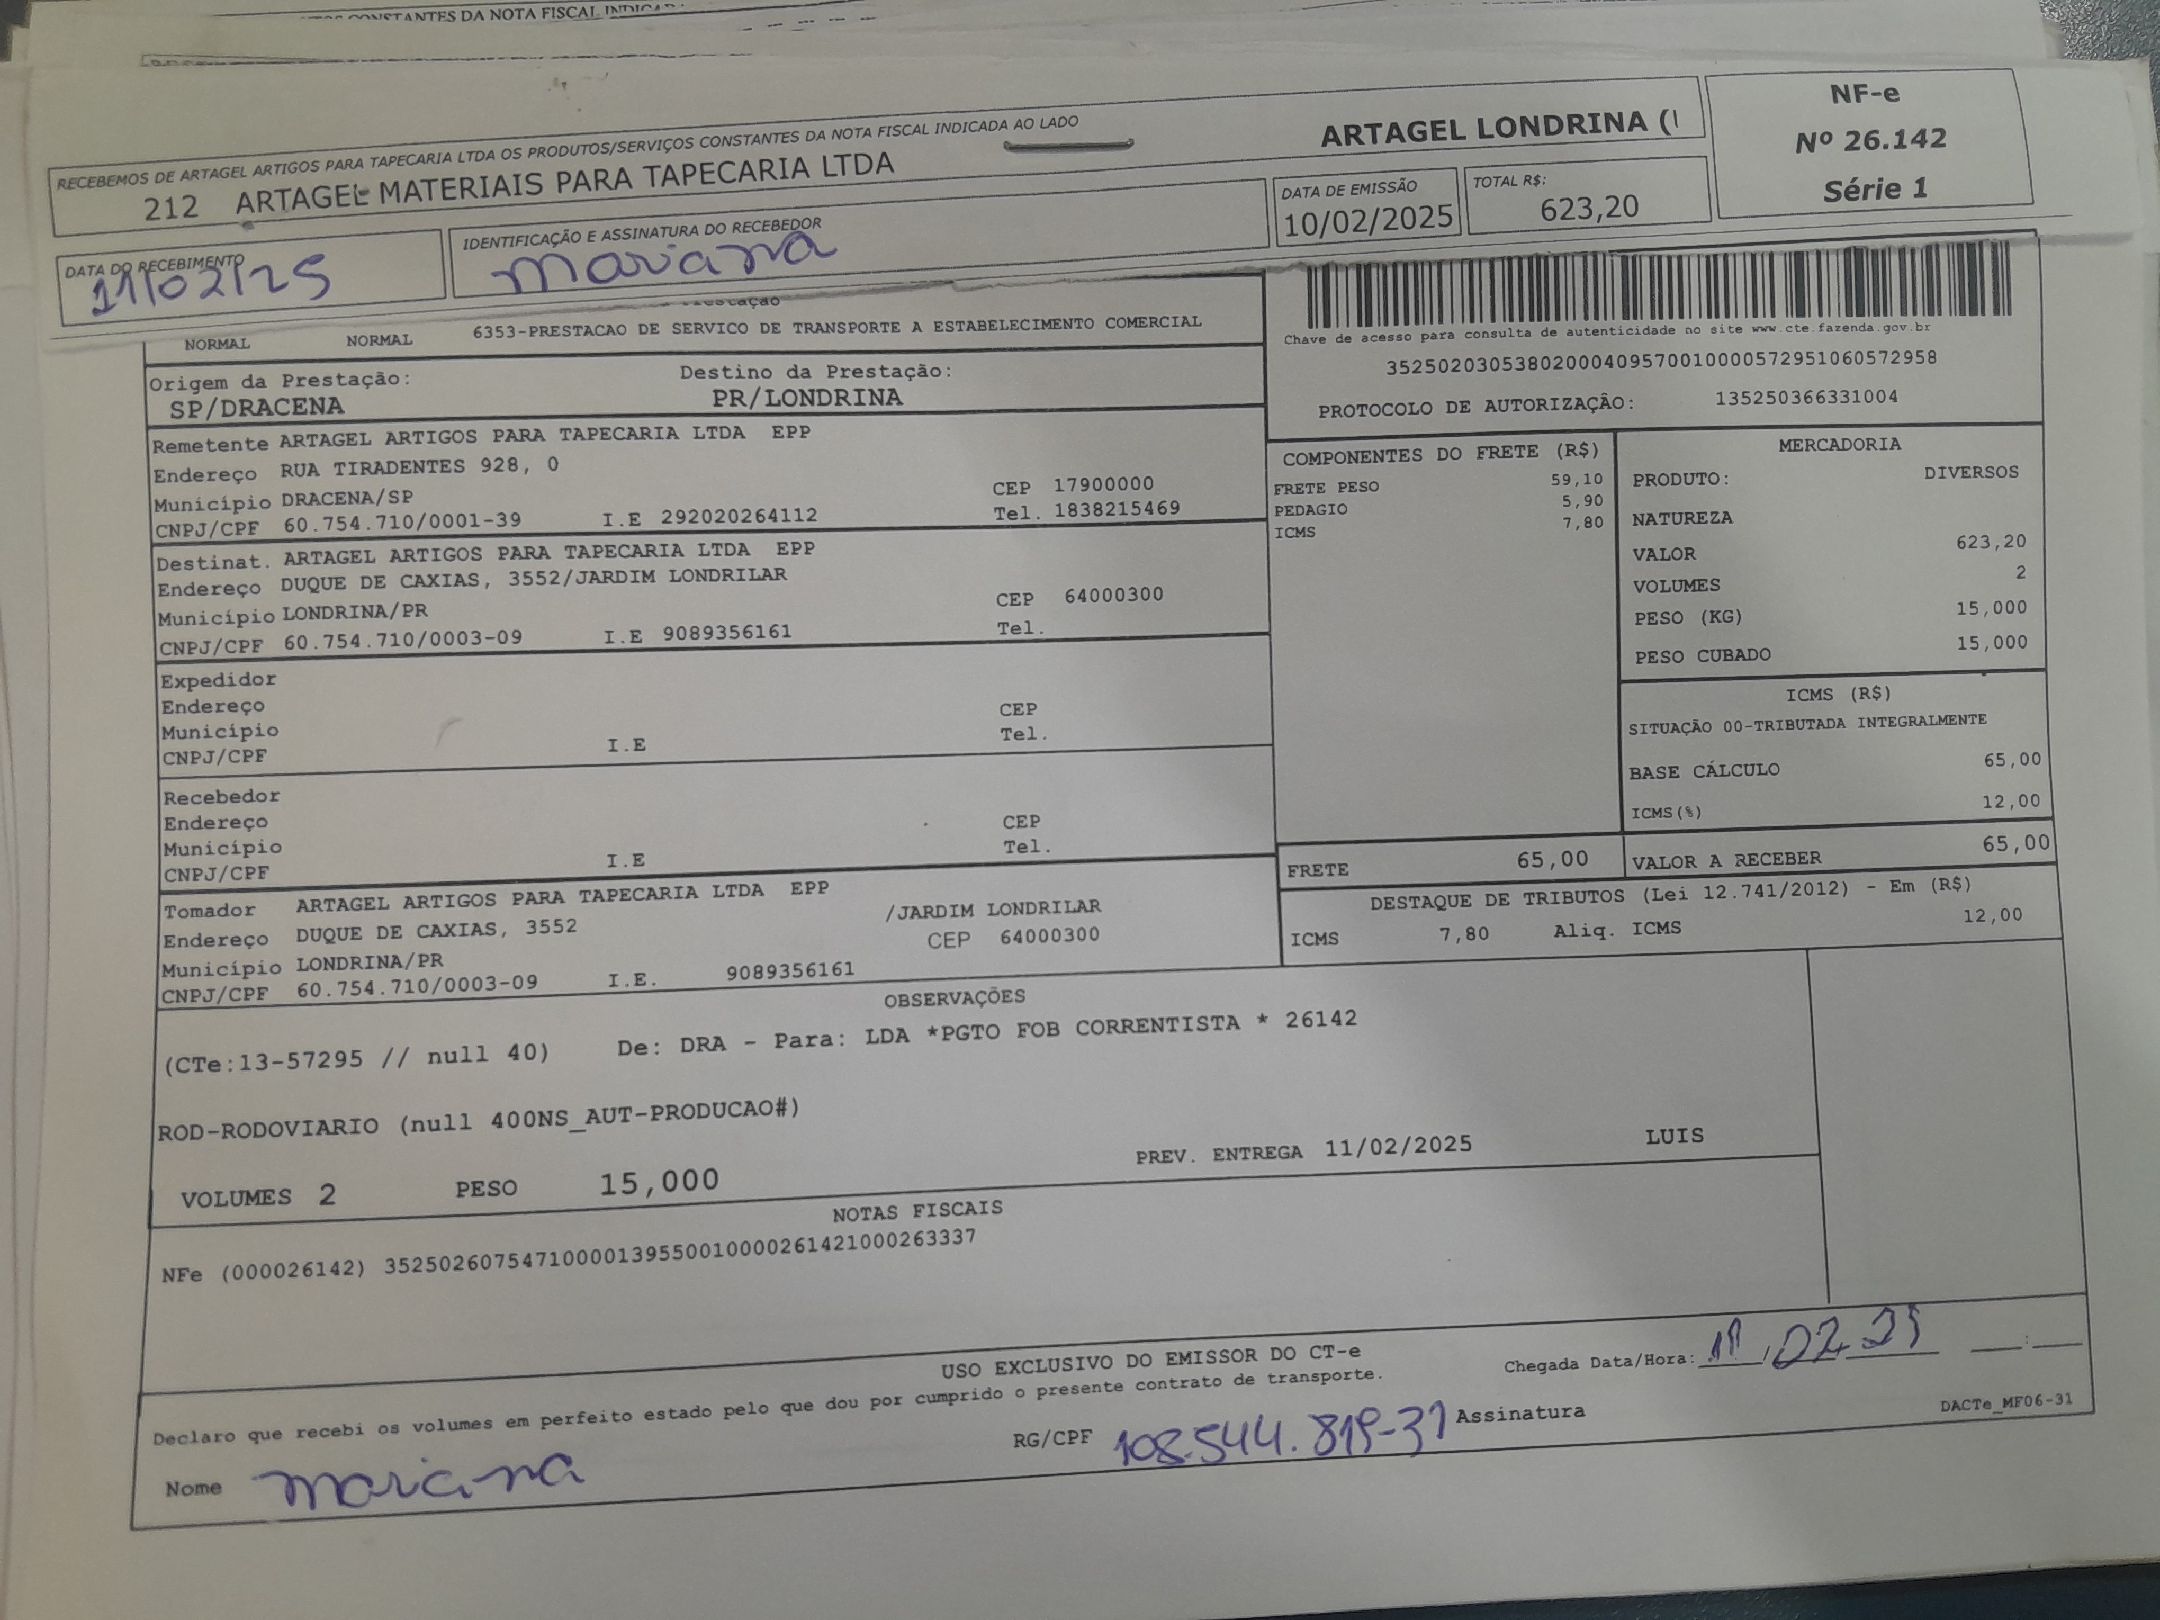 CONSTANTES DA NOTA FISCAL INDICA
RECEBEMOS DE ARTAGEL ARTIGOS PARA TAPECARIA LTDA OS PRODUTOS/SERVIÇOS CONSTANTES DA NOTA FISCAL INDICADA AO LADO
212 ARTAGEL MATERIAIS PARA TAPECARIA LTDA
ARTAGEL LONDRINA (
NF-e
Nº 26.142
Série 1
DATA DE EMISSÃO
10/02/2025
TOTAL R$:
623,20
DATA DO RECEBIMENTO
11/02/25
IDENTIFICAÇÃO E ASSINATURA DO RECEBEDOR
mariana
NORMAL NORMAL 6353-PRESTACAO DE SERVICO DE TRANSPORTE A ESTABELECIMENTO COMERCIAL
Chave de acesso para consulta de autenticidade no site www.cte.fazenda.gov.br
35250203053802000409570010000572951060572958
PROTOCOLO DE AUTORIZAÇÃO: 135250366331004
Origem da Prestação: Destino da Prestação:
SP/DRACENA PR/LONDRINA
Remetente ARTAGEL ARTIGOS PARA TAPECARIA LTDA EPP
Endereço RUA TIRADENTES 928, 0
Município DRACENA/SP CEP 17900000
CNPJ/CPF 60.754.710/0001-39 I.E 292020264112 Tel. 1838215469
Destinat. ARTAGEL ARTIGOS PARA TAPECARIA LTDA EPP
Endereço DUQUE DE CAXIAS, 3552/JARDIM LONDRILAR
Município LONDRINA/PR CEP 64000300
CNPJ/CPF 60.754.710/0003-09 I.E 9089356161 Tel.
Expedidor
Endereço
Município CEP
CNPJ/CPF I.E Tel.
Recebedor
Endereço
Município CEP
CNPJ/CPF I.E Tel.
Tomador ARTAGEL ARTIGOS PARA TAPECARIA LTDA EPP
Endereço DUQUE DE CAXIAS, 3552 /JARDIM LONDRILAR
Município LONDRINA/PR CEP 64000300
CNPJ/CPF 60.754.710/0003-09 I.E. 9089356161
COMPONENTES DO FRETE (R$)
FRETE PESO 59,10
PEDAGIO 5,90
ICMS 7,80
MERCADORIA
PRODUTO: DIVERSOS
NATUREZA
VALOR 623,20
VOLUMES 2
PESO (KG) 15,000
PESO CUBADO 15,000
ICMS (R$)
SITUAÇÃO 00-TRIBUTADA INTEGRALMENTE
BASE CÁLCULO 65,00
ICMS(%) 12,00
FRETE 65,00 VALOR A RECEBER 65,00
DESTAQUE DE TRIBUTOS (Lei 12.741/2012) - Em (R$)
ICMS 7,80 Aliq. ICMS 12,00
OBSERVAÇÕES
(CTe:13-57295 // null 40) De: DRA - Para: LDA *PGTO FOB CORRENTISTA * 26142
ROD-RODOVIARIO (null 400NS_AUT-PRODUCAO#)
VOLUMES 2 PESO 15,000 PREV. ENTREGA 11/02/2025 LUIS
NOTAS FISCAIS
NFe (000026142) 35250260754710000139550010000261421000263337
USO EXCLUSIVO DO EMISSOR DO CT-e
Chegada Data/Hora: 11/02.25
Declaro que recebi os volumes em perfeito estado pelo que dou por cumprido o presente contrato de transporte.
Nome mariana RG/CPF 108.544.819-31 Assinatura
DACTe_MF06-31